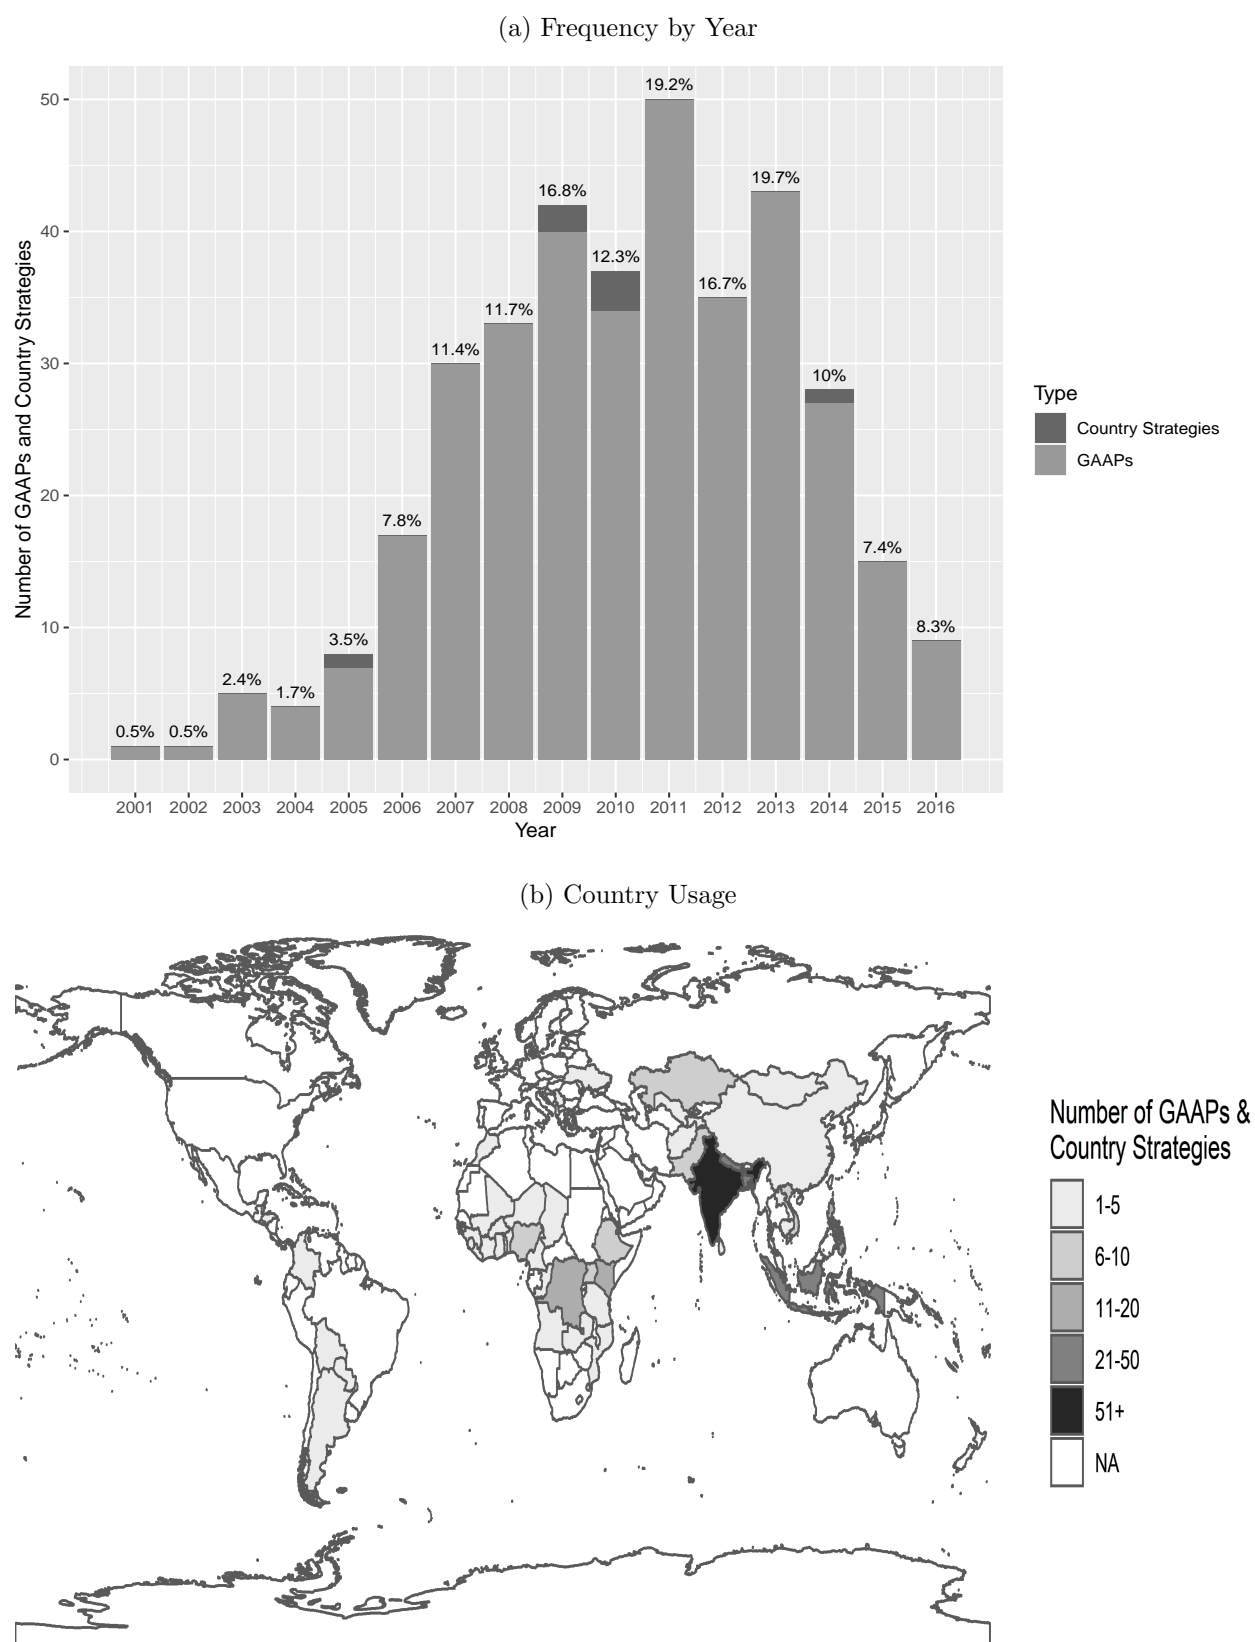 (a) Frequency by Year
Number of GAAPs and Country Strategies
50
40
30
20
10
0
0.5%
0.5%
2.4%
1.7%
3.5%
7.8%
11.4%
11.7%
16.8%
12.3%
19.2%
16.7%
19.7%
10%
7.4%
8.3%
2001 2002 2003 2004 2005 2006 2007 2008 2009 2010 2011 2012 2013 2014 2015 2016
Year
Type
Country Strategies
GAAPs
(b) Country Usage
Number of GAAPs &
Country Strategies
1-5
6-10
11-20
21-50
51+
NA